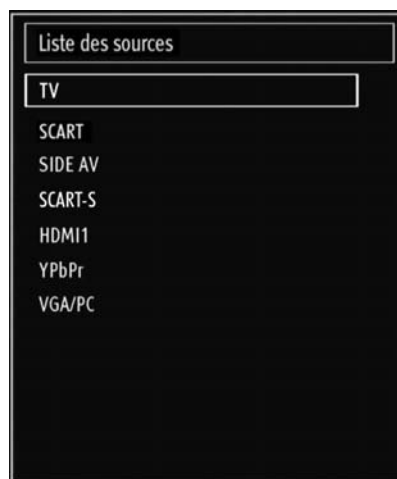 Liste des sources
TV
SCART
SIDE AV
SCART-S
HDMI1
YPbPr
VGA/PC